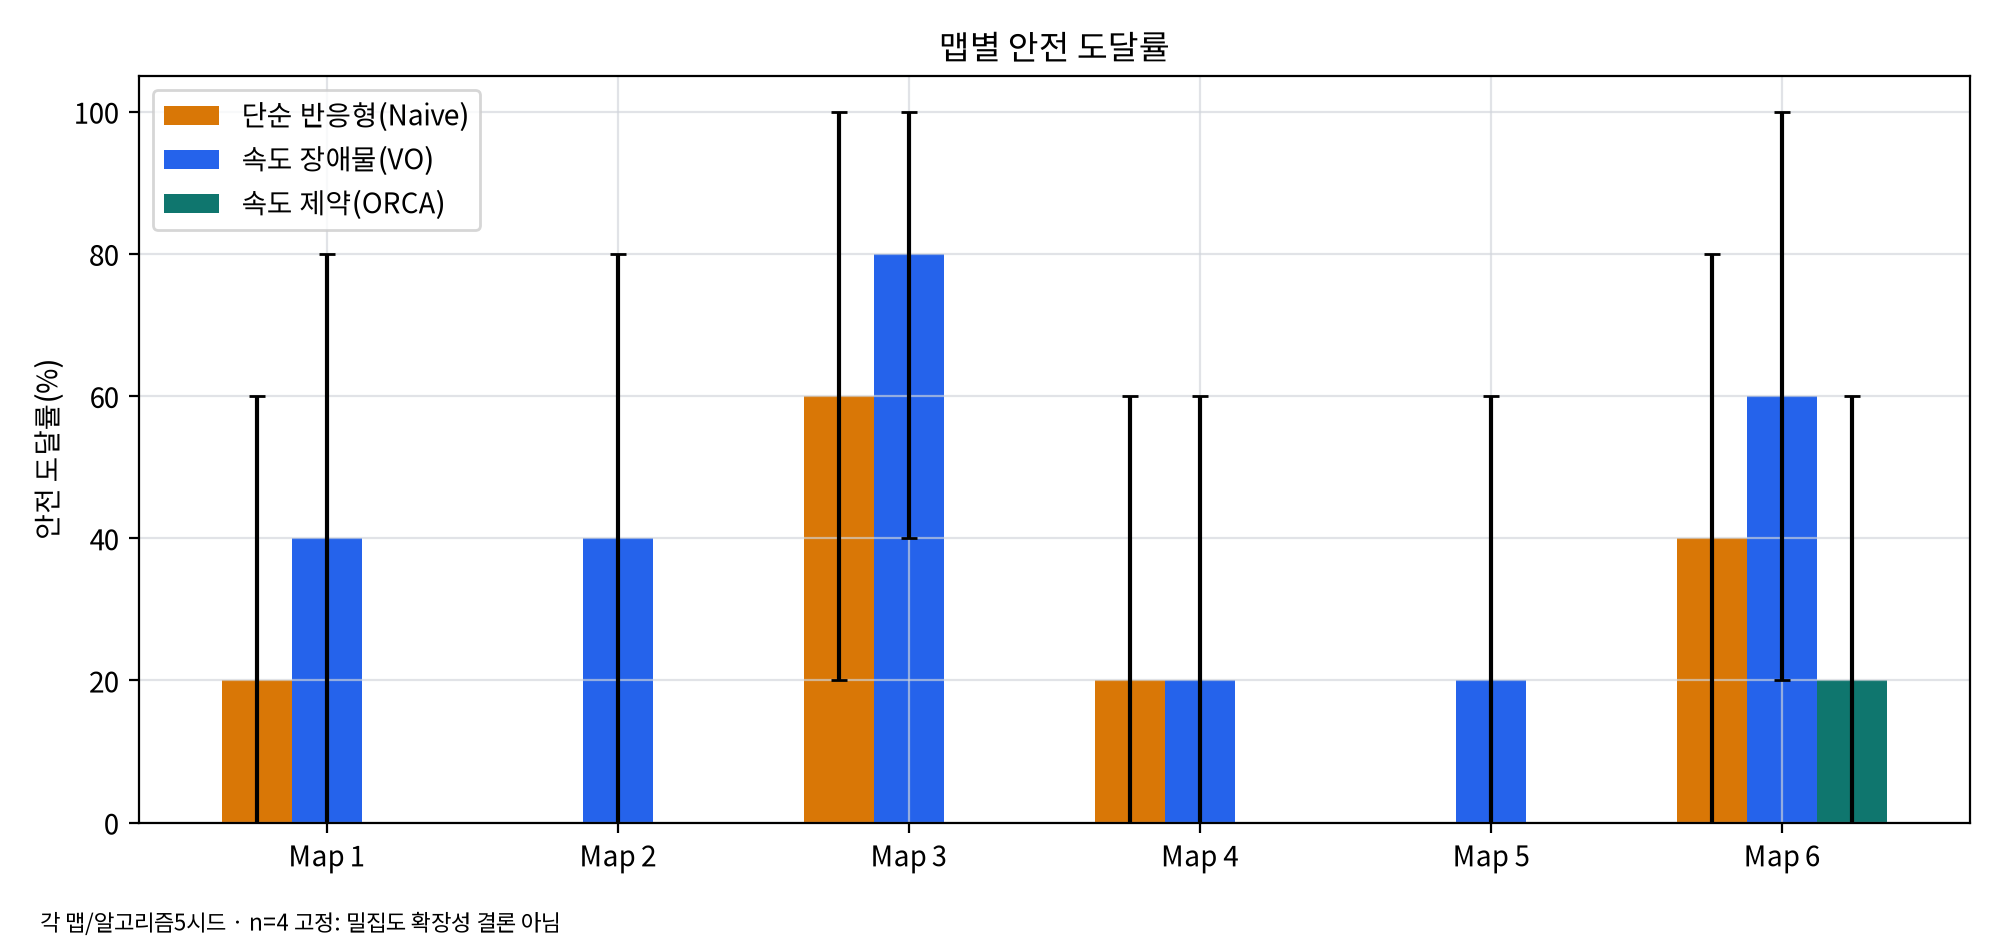 맵별 안전 도달률
단순 반응형(Naive)
속도 장애물(VO)
속도 제약(ORCA)
안전 도달률(%)
100
80
60
40
20
0
Map 1 Map 2 Map 3 Map 4 Map 5 Map 6
각 맵/알고리즘5시드 · n=4 고정: 밀집도 확장성 결론 아님